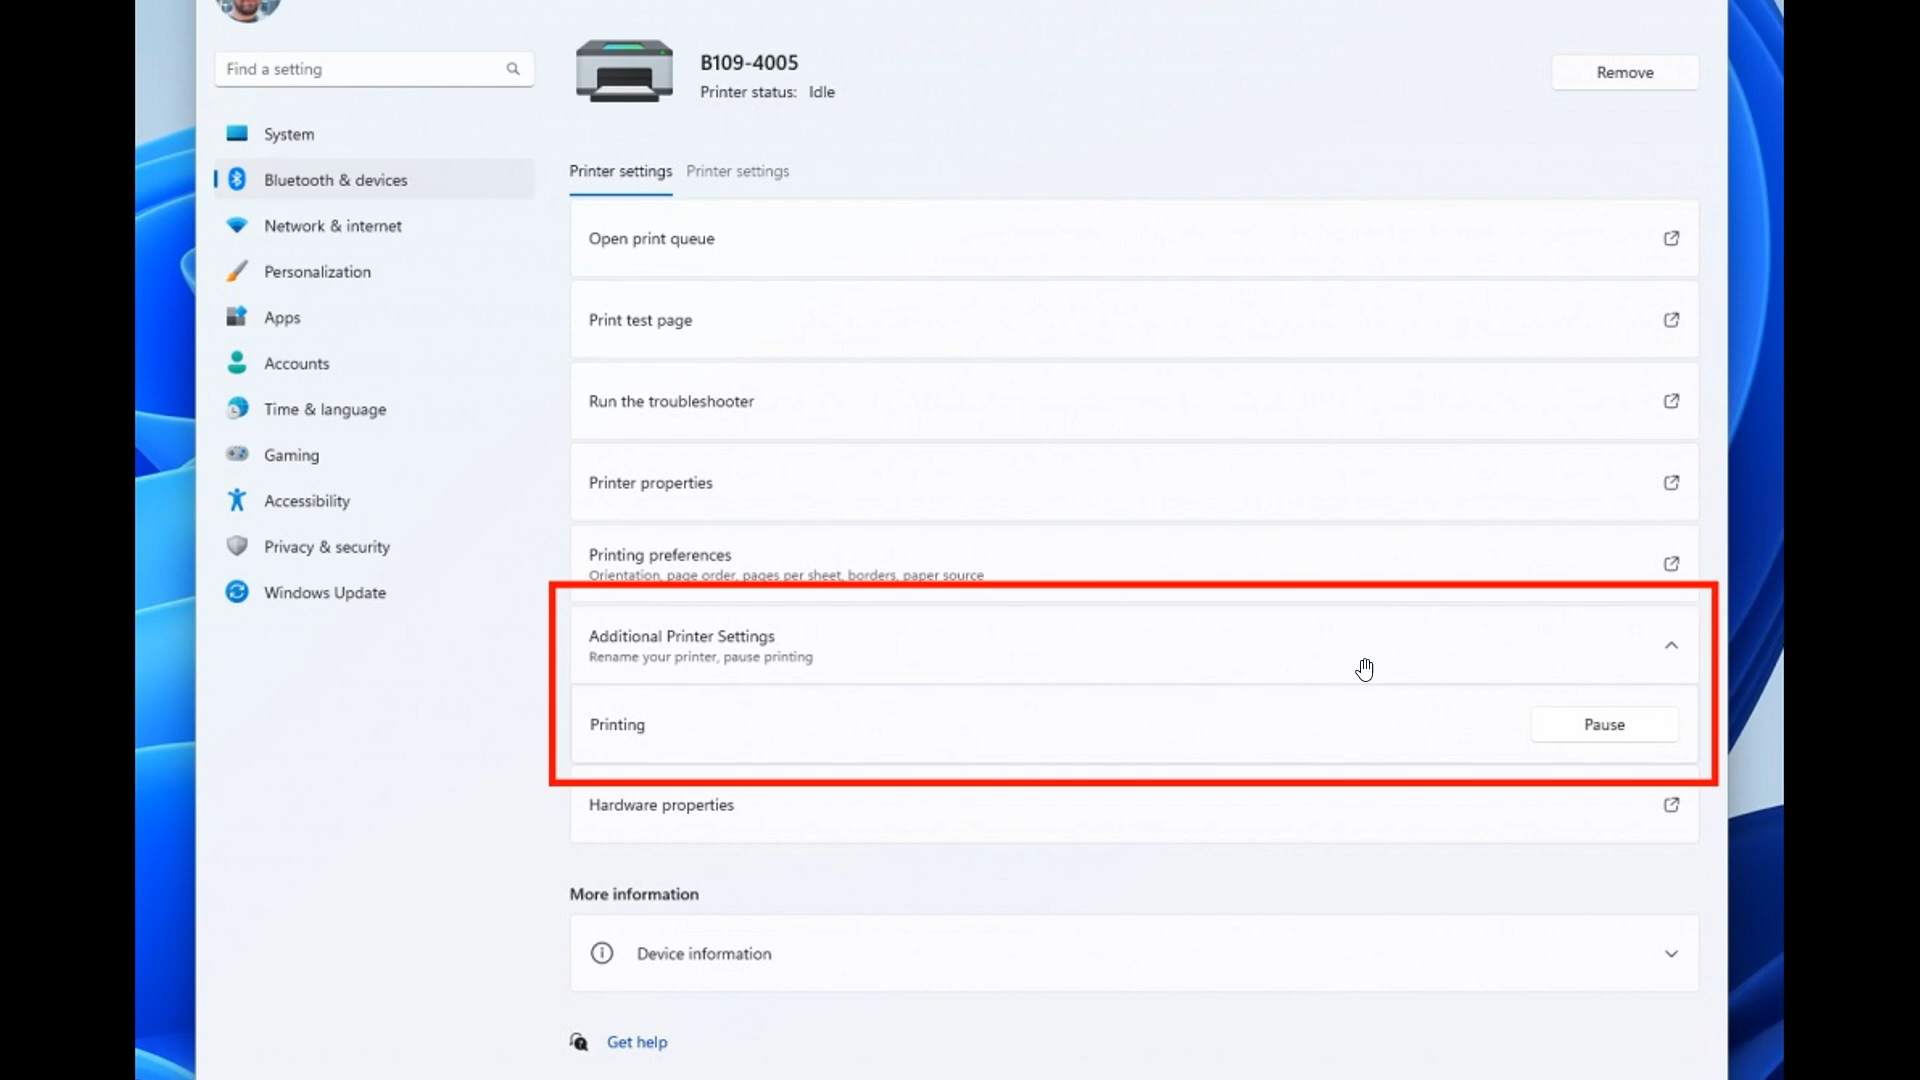 Find a setting
System
Bluetooth & devices
Network & internet
Personalization
Apps
Accounts
Time & language
Gaming
Accessibility
Privacy & security
Windows Update
B109-4005
Printer status: Idle
Remove
Printer settings Printer settings
Open print queue
Print test page
Run the troubleshooter
Printer properties
Printing preferences
Orientation, page order, pages per sheet, borders, paper source
Additional Printer Settings
Rename your printer, pause printing
Printing
Pause
Hardware properties
More information
Device information
Get help